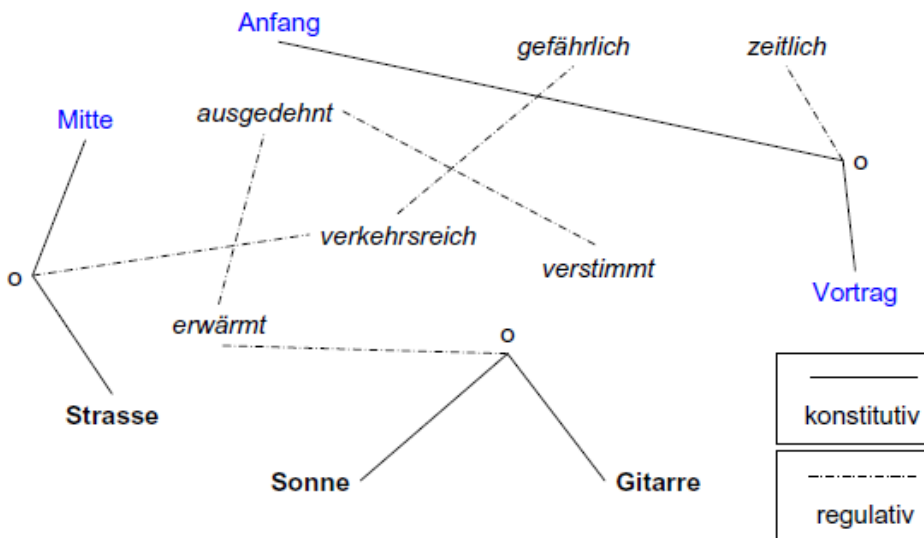 Anfang
gefährlich
zeitlich
Mitte
ausgedehnt
o
verkehrsreich
verstimmt
o
Vortrag
erwärmt
o
Strasse
konstitutiv
Sonne
Gitarre
regulativ